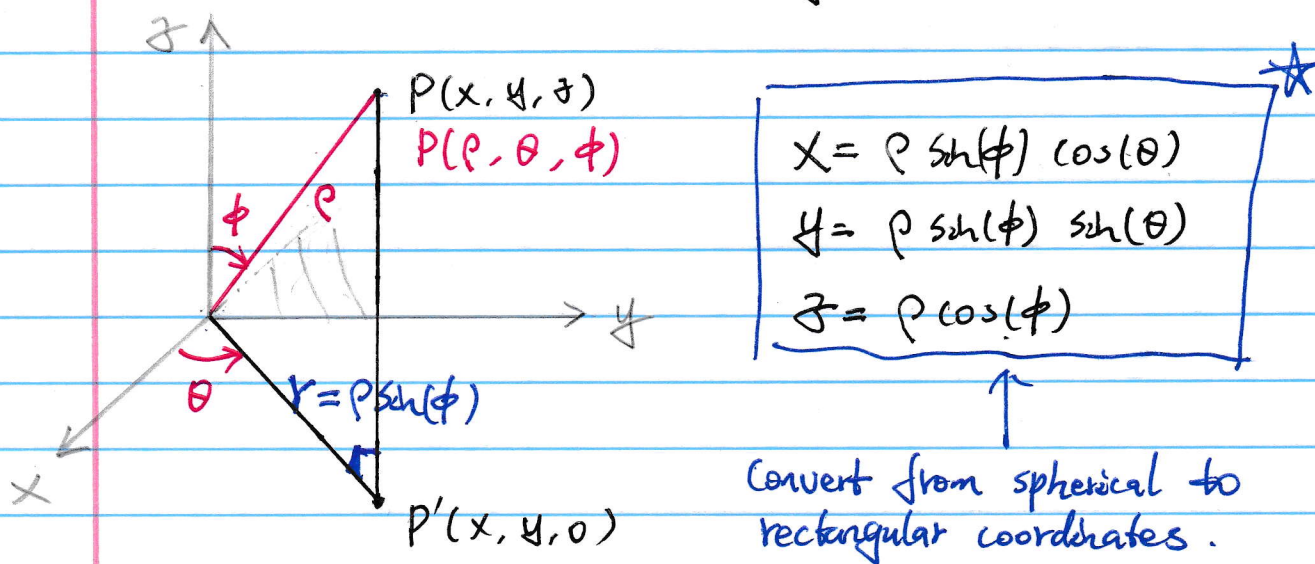 z
P(x, y, z)
P(ρ, θ, φ)
φ
ρ
y
θ
r = ρ sin(φ)
x
P'(x, y, 0)
x = ρ sin(φ) cos(θ)
y = ρ sin(φ) sin(θ)
z = ρ cos(φ)
Convert from spherical to
rectangular coordinates.